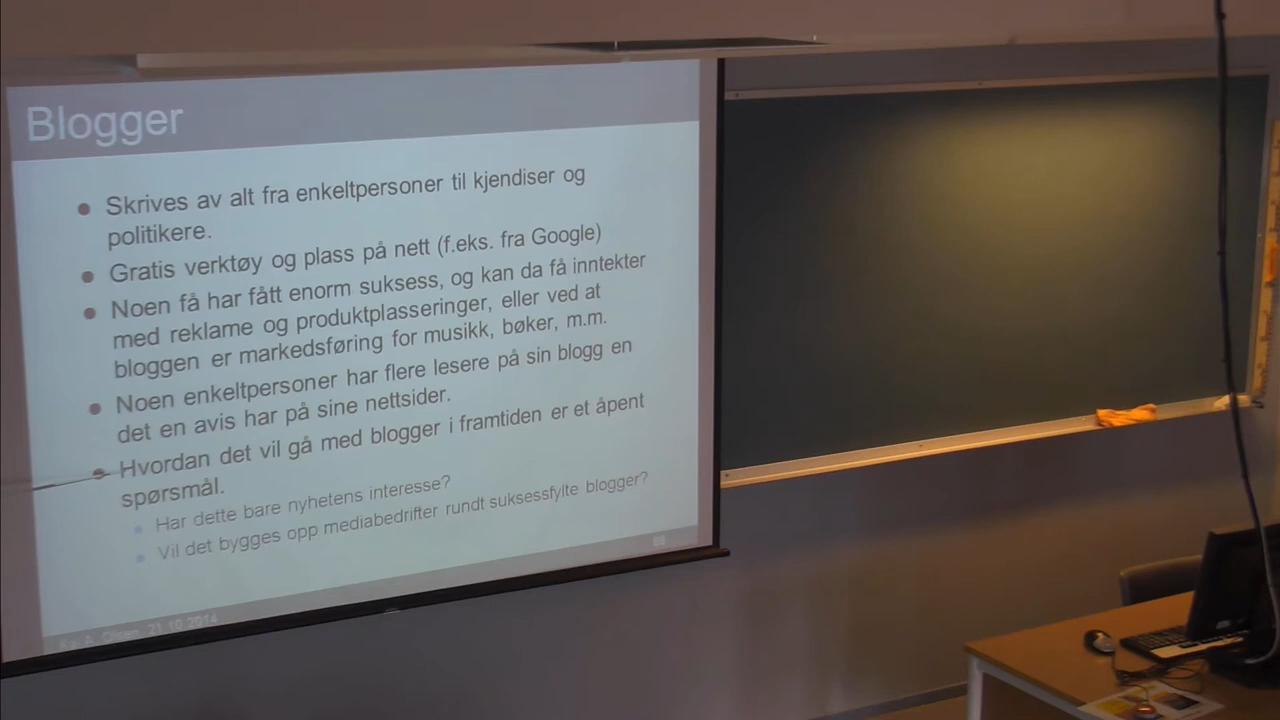 Blogger
Skrives av alt fra enkeltpersoner til kjendiser og
politikere.
Gratis verktøy og plass på nett (f.eks. fra Google)
Noen få har fått enorm suksess, og kan da få inntekter
med reklame og produktplasseringer, eller ved at
bloggen er markedsføring for musikk, bøker, m.m.
Noen enkeltpersoner har flere lesere på sin blogg en
det en avis har på sine nettsider.
Hvordan det vil gå med blogger i framtiden er et åpent
spørsmål.
Har dette bare nyhetens interesse?
Vil det bygges opp mediabedrifter rundt suksessfylte blogger?
A. Olsen, 21.10.2014